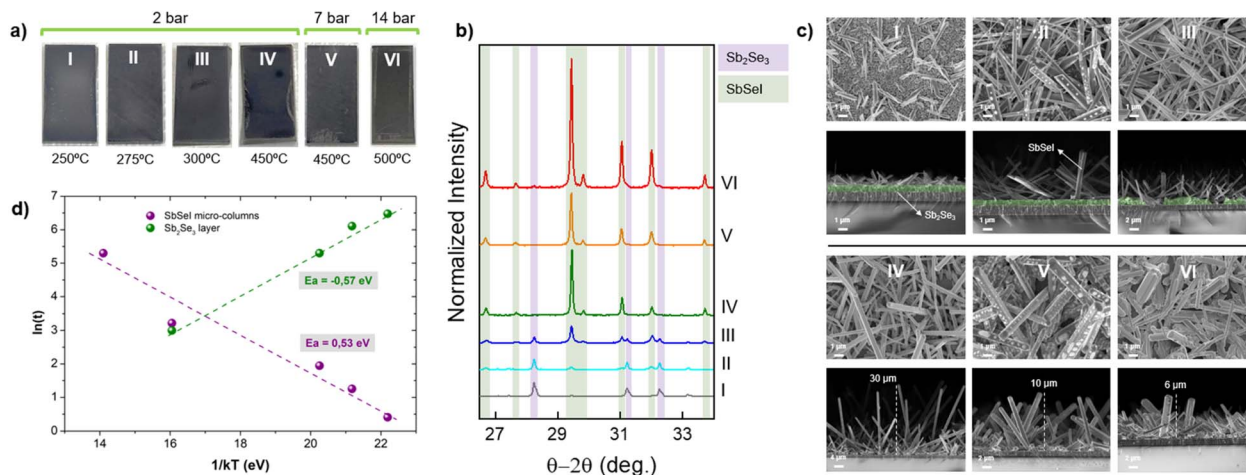 a)
2 bar
7 bar
14 bar
I
II
III
IV
V
VI
250ºC
275ºC
300ºC
450ºC
450ºC
500ºC
b)
Normalized Intensity
Sb2Se3
SbSeI
VI
V
IV
III
II
I
27
29
31
33
θ–2θ (deg.)
c)
I
II
III
1 µm
1 µm
1 µm
SbSeI
Sb2Se3
1 µm
1 µm
2 µm
IV
V
VI
1 µm
1 µm
1 µm
30 µm
10 µm
6 µm
2 µm
2 µm
d)
SbSeI micro-columns
Sb2Se3 layer
Ea = -0,57 eV
Ea = 0,53 eV
ln(t)
7
6
5
4
3
2
1
0
14
16
18
20
22
1/kT (eV)